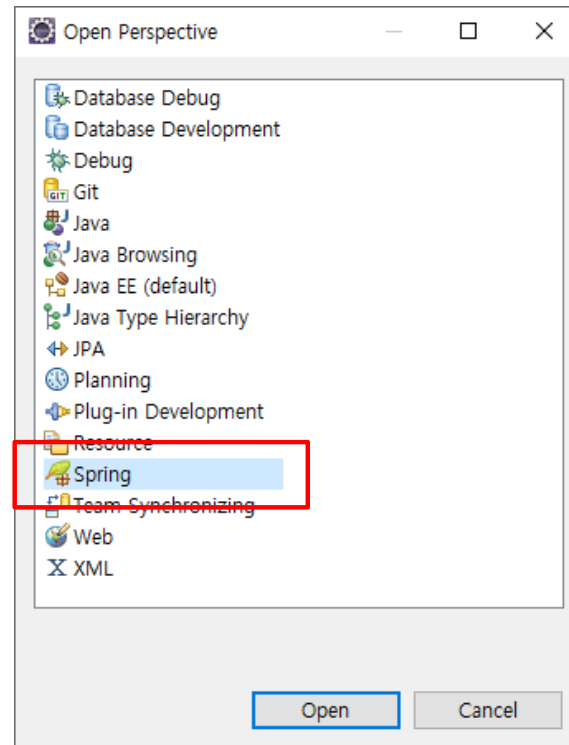 Open Perspective
Database Debug
Database Development
Debug
GIT Git
Java
Java Browsing
Java EE (default)
Java Type Hierarchy
JPA
Planning
Plug-in Development
Resource
Spring
Team Synchronizing
Web
X XML
Open
Cancel